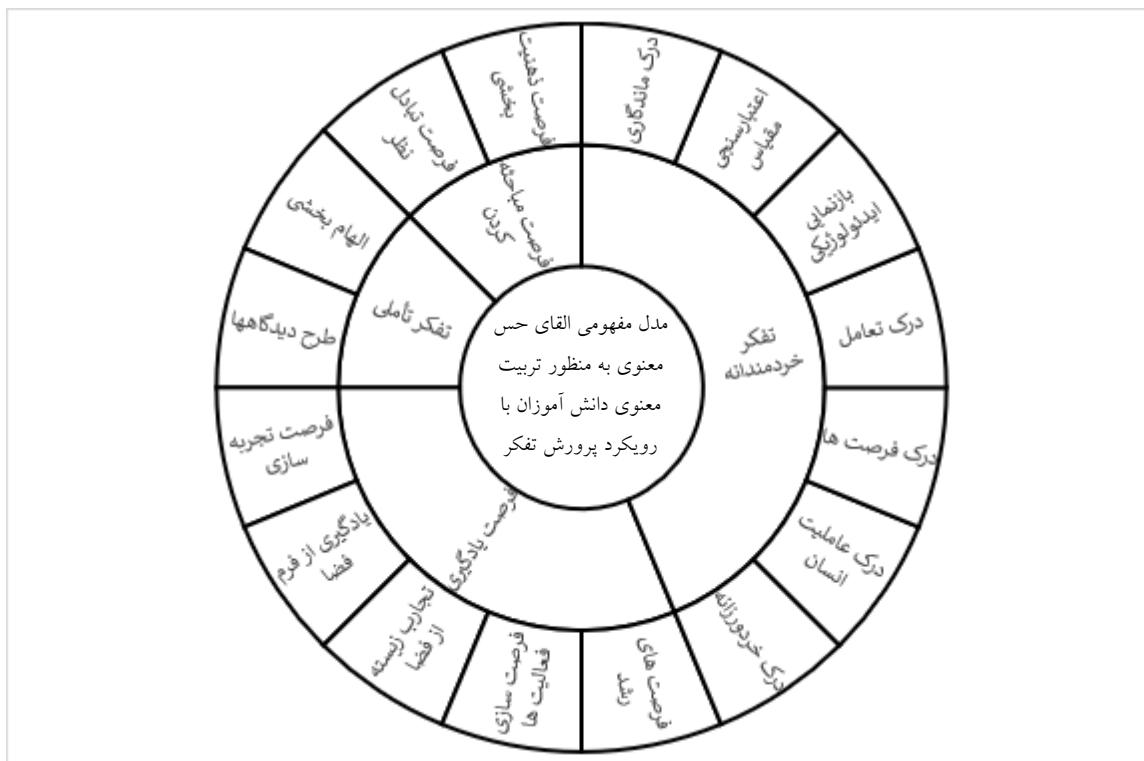 مدل مفهومی القای حس
معنوی به منظور تربیت
معنوی دانش آموزان با
رویکرد پرورش تفکر
تفکر
خردمندانه
فرصت یادگیری
تفکر تأملی
فرصت مباحثه
کردن
درک ماندگاری
اعتبارسنجی
مقیاس
بازنمایی
ایدئولوژیکی
درک تعامل
درک فرصت ها
درک عاملیت
انسان
درک خردورزانه
فرصت های
رشد
فرصت سازی
فعالیت ها
تجارب زیسته
از فضا
یادگیری از فرم
فضا
فرصت تجربه
سازی
طرح دیدگاهها
الهام بخشی
فرصت تبادل
نظر
فرصت ذهنیت
بخشی